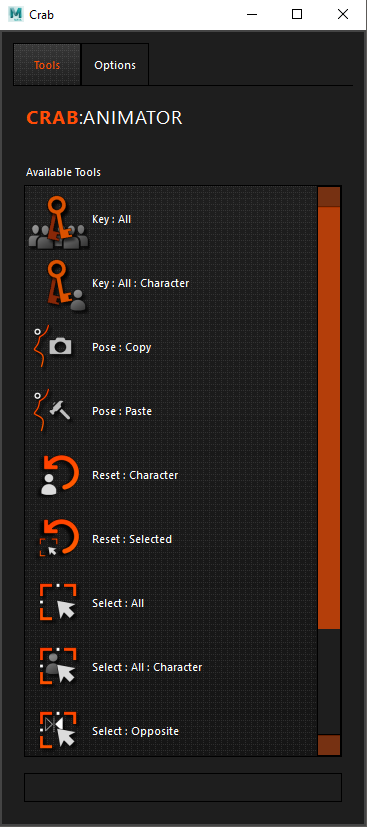 Crab
Tools Options
CRAB:ANIMATOR
Available Tools
Key : All
Key : All : Character
Pose : Copy
Pose : Paste
Reset : Character
Reset : Selected
Select : All
Select : All : Character
Select : Opposite